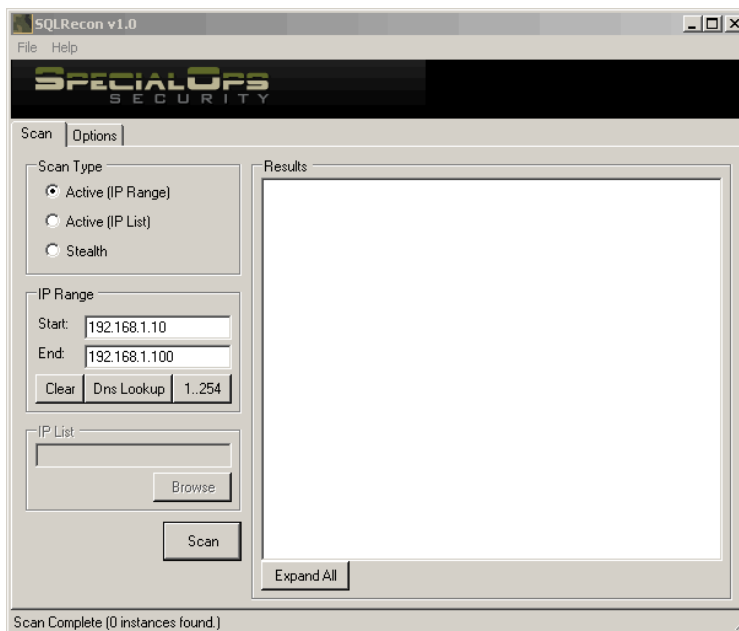 SQLRecon v1.0
File Help
SPECIALOPS
SECURITY
Scan Options
Scan Type
Active (IP Range)
Active (IP List)
Stealth
IP Range
Start: 192.168.1.10
End: 192.168.1.100
Clear Dns Lookup 1..254
IP List
Browse
Scan
Results
Expand All
Scan Complete (0 instances found.)